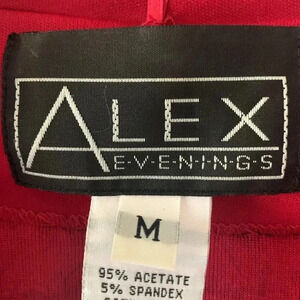 ALEX
E·V·E·N·I·N·G·S
M
95% ACETATE
5% SPANDEX